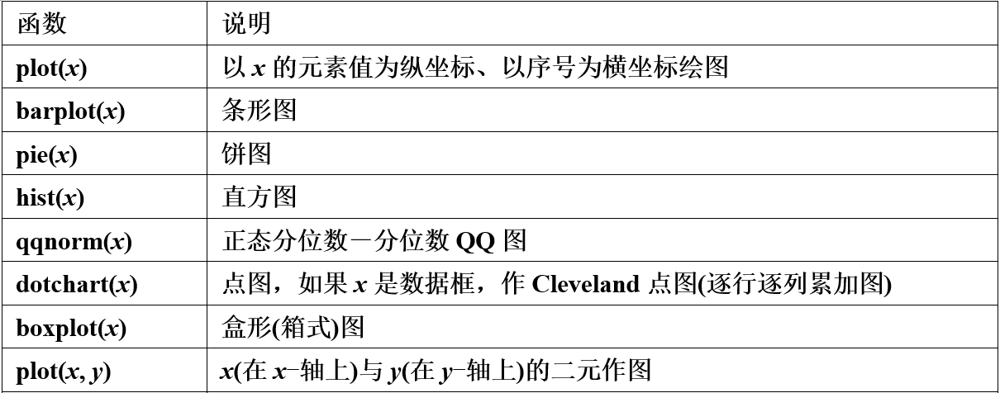 函数 说明
plot(x) 以 x 的元素值为纵坐标、以序号为横坐标绘图
barplot(x) 条形图
pie(x) 饼图
hist(x) 直方图
qqnorm(x) 正态分位数－分位数 QQ 图
dotchart(x) 点图，如果 x 是数据框，作 Cleveland 点图(逐行逐列累加图)
boxplot(x) 盒形(箱式)图
plot(x, y) x(在 x−轴上)与 y(在 y−轴上)的二元作图